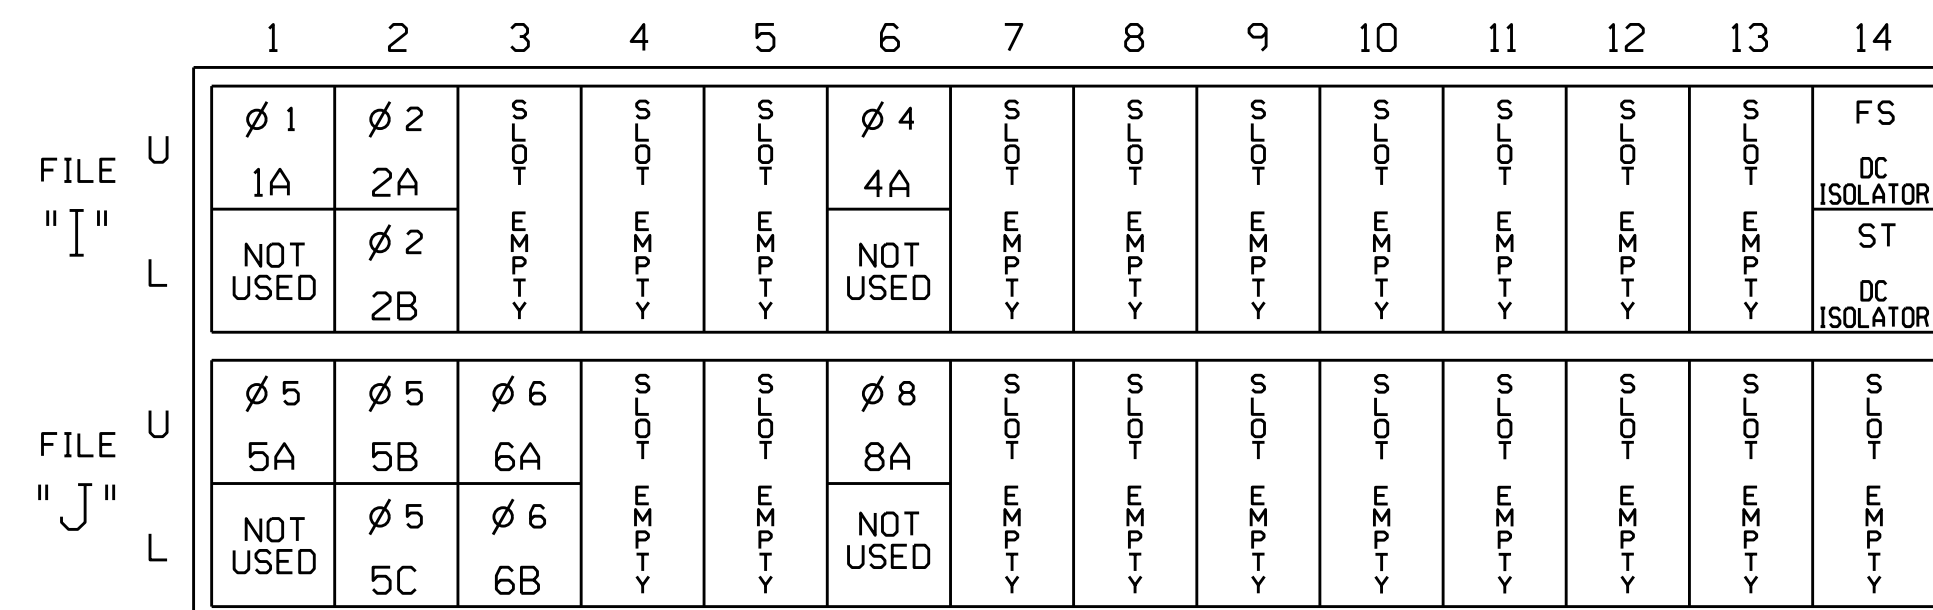 1 2 3 4 5 6 7 8 9 10 11 12 13 14
FILE "I"
U
Ø 1 1A
Ø 2 2A
SLOT EMPTY
SLOT EMPTY
SLOT EMPTY
Ø 4 4A
SLOT EMPTY
SLOT EMPTY
SLOT EMPTY
SLOT EMPTY
SLOT EMPTY
SLOT EMPTY
SLOT EMPTY
FS DC ISOLATOR
L
NOT USED
Ø 2 2B
NOT USED
ST DC ISOLATOR
FILE "J"
U
Ø 5 5A
Ø 5 5B
Ø 6 6A
SLOT EMPTY
SLOT EMPTY
Ø 8 8A
SLOT EMPTY
SLOT EMPTY
SLOT EMPTY
SLOT EMPTY
SLOT EMPTY
SLOT EMPTY
SLOT EMPTY
SLOT EMPTY
L
NOT USED
Ø 5 5C
Ø 6 6B
NOT USED